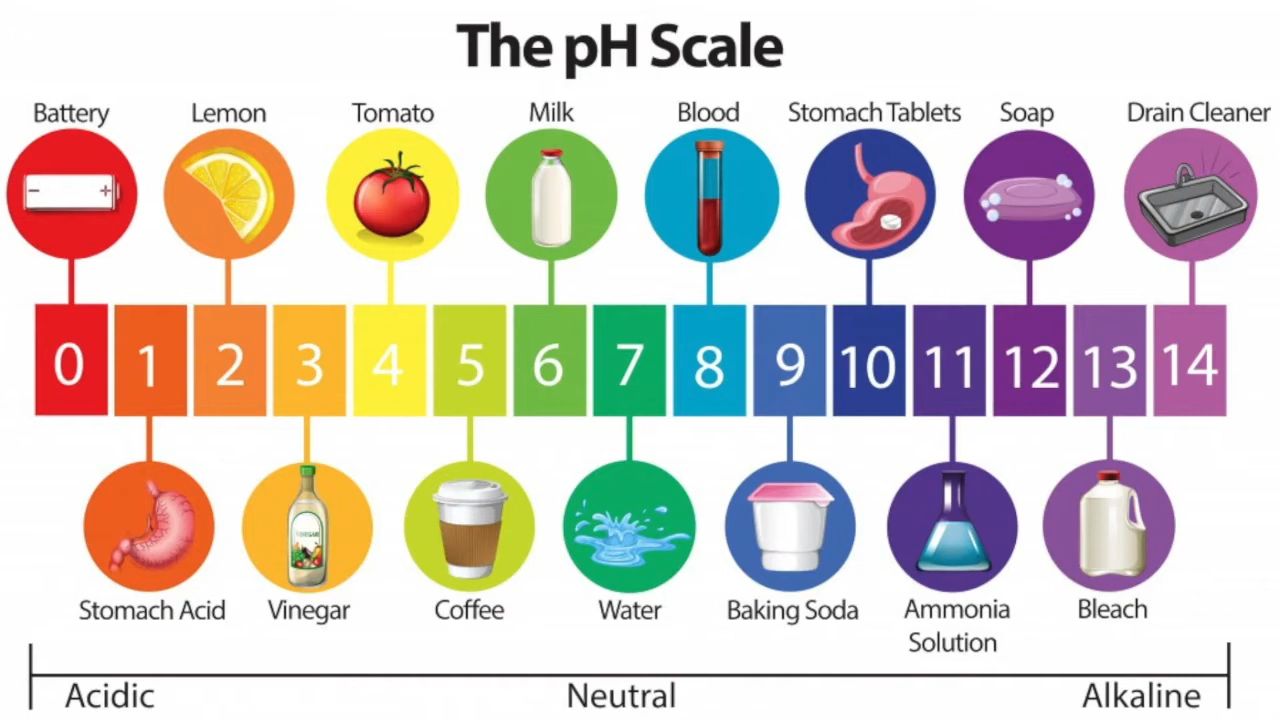 The pH Scale
Battery
Lemon
Tomato
Milk
Blood
Stomach Tablets
Soap
Drain Cleaner
- +
0 1 2 3 4 5 6 7 8 9 10 11 12 13 14
VINEGAR
Stomach Acid
Vinegar
Coffee
Water
Baking Soda
Ammonia
Solution
Bleach
Acidic
Neutral
Alkaline